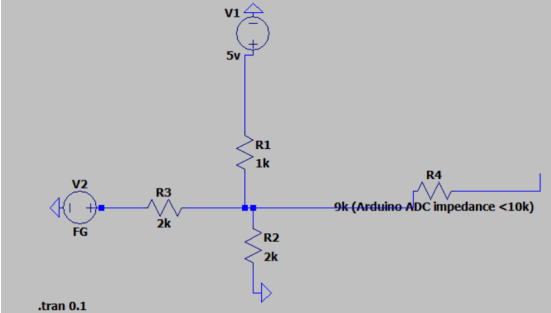 V1
5v
R1
1k
V2
FG
R3
2k
R4
9k (Arduino ADC impedance <10k)
R2
2k
.tran 0.1